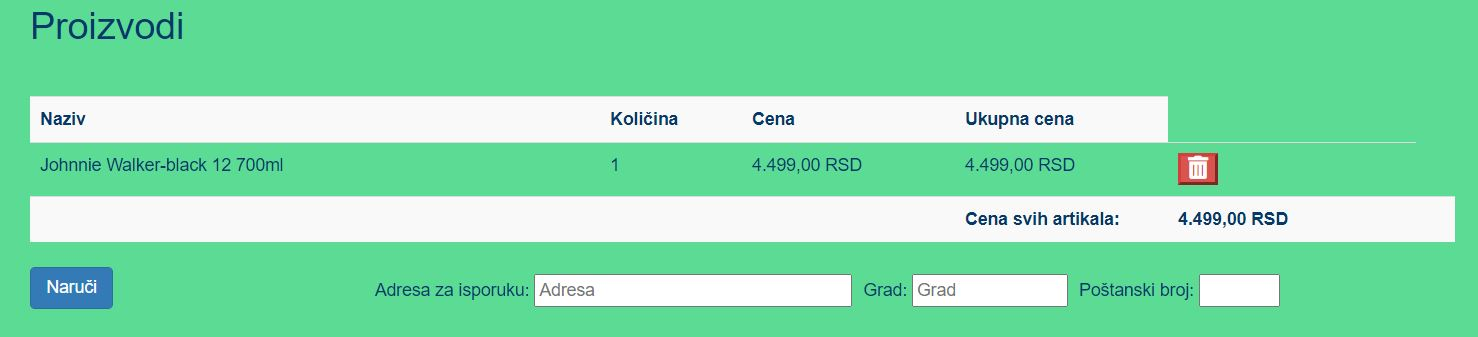 Proizvodi
Naziv Količina Cena Ukupna cena
Johnnie Walker-black 12 700ml 1 4.499,00 RSD 4.499,00 RSD
Cena svih artikala: 4.499,00 RSD
Naruči Adresa za isporuku: Adresa Grad: Grad Poštanski broj: